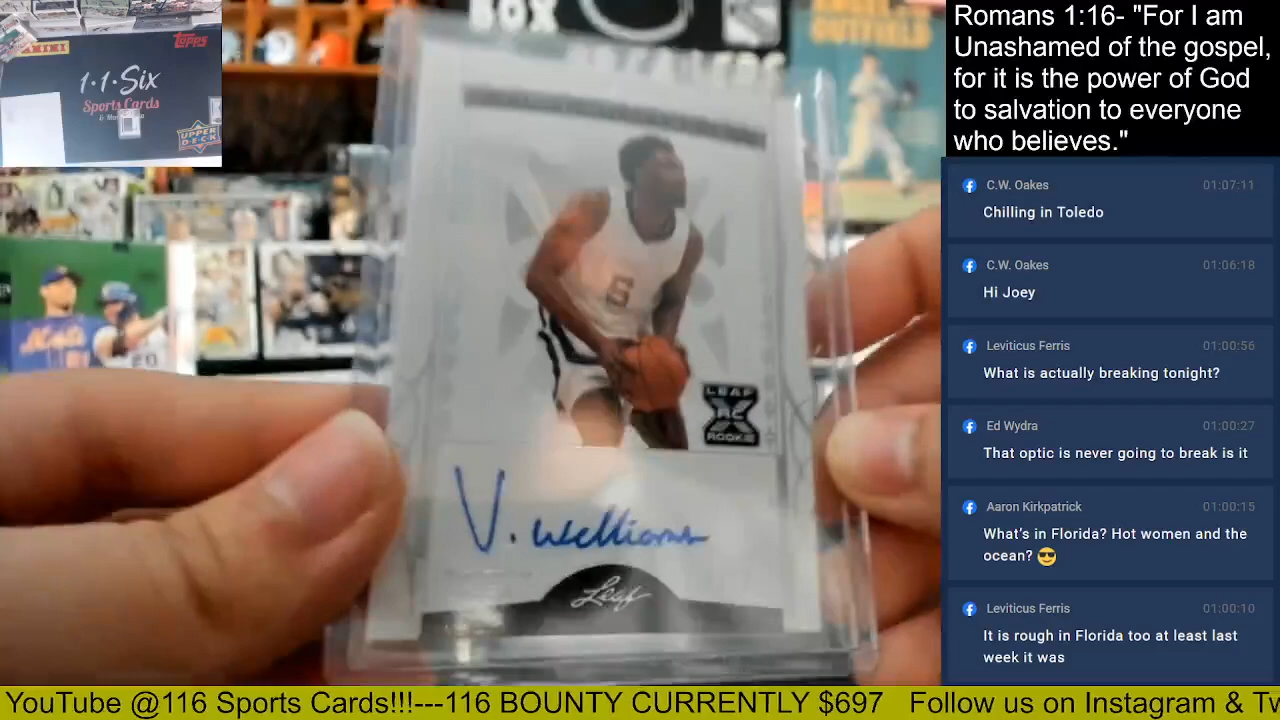 TOPPS
1·1·Six
Sports Cards
UPPER
DECK
BOX
OUTFIELD
Mets
20
6
LEAF
RC
ROOKIE
V. Williams
Leaf
Romans 1:16- "For I am
Unashamed of the gospel,
for it is the power of God
to salvation to everyone
who believes."
C.W. Oakes 01:07:11
Chilling in Toledo
C.W. Oakes 01:06:18
Hi Joey
Leviticus Ferris 01:00:56
What is actually breaking tonight?
Ed Wydra 01:00:27
That optic is never going to break is it
Aaron Kirkpatrick 01:00:15
What's in Florida? Hot women and the
ocean? 😎
Leviticus Ferris 01:00:10
It is rough in Florida too at least last
week it was
YouTube @116 Sports Cards!!!---116 BOUNTY CURRENTLY $697 Follow us on Instagram & Tw